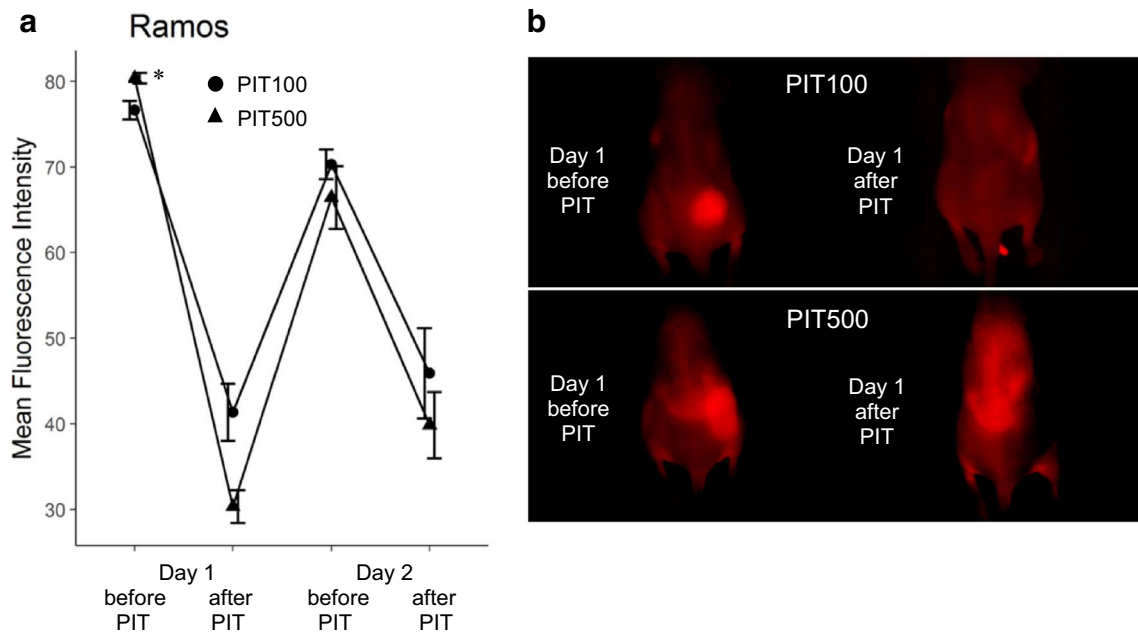 a
Ramos
PIT100
PIT500
*
Mean Fluorescence Intensity
80
70
60
50
40
30
Day 1
Day 2
before
PIT
after
PIT
before
PIT
after
PIT
b
PIT100
Day 1
before
PIT
Day 1
after
PIT
PIT500
Day 1
before
PIT
Day 1
after
PIT